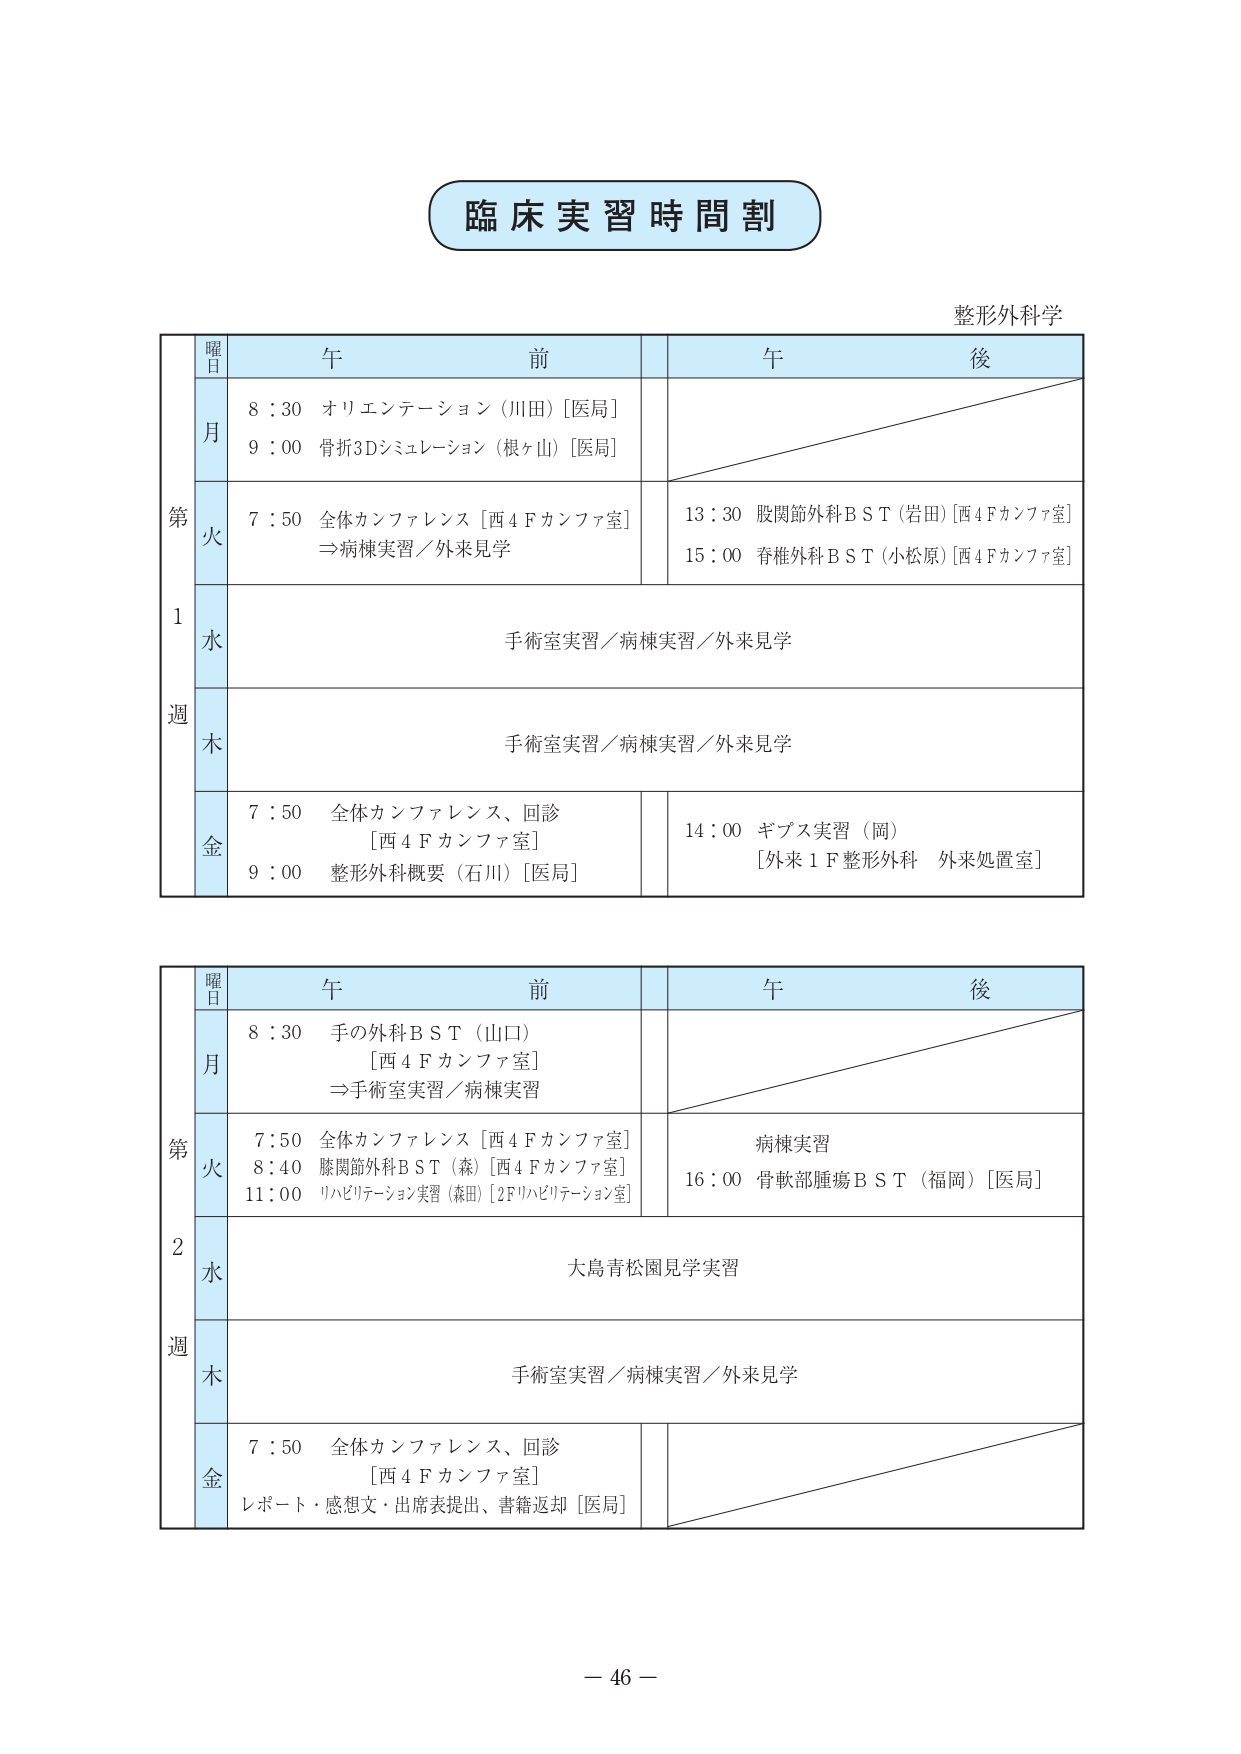 臨床実習時間割
整形外科学
第1週
曜日 午前 午後
月
8：30 オリエンテーション（川田）［医局］
9：00 骨折3Dシミュレーション（根ヶ山）［医局］
火
7：50 全体カンファレンス［西４Ｆカンファ室］
⇒病棟実習／外来見学
13：30 股関節外科ＢＳＴ（岩田）［西４Ｆカンファ室］
15：00 脊椎外科ＢＳＴ（小松原）［西４Ｆカンファ室］
水
手術室実習／病棟実習／外来見学
木
手術室実習／病棟実習／外来見学
金
7：50 全体カンファレンス、回診
［西４Ｆカンファ室］
9：00 整形外科概要（石川）［医局］
14：00 ギプス実習（岡）
［外来１Ｆ整形外科 外来処置室］
第2週
曜日 午前 午後
月
8：30 手の外科ＢＳＴ（山口）
［西４Ｆカンファ室］
⇒手術室実習／病棟実習
火
7：50 全体カンファレンス［西４Ｆカンファ室］
8：40 膝関節外科ＢＳＴ（森）［西４Ｆカンファ室］
11：00 リハビリテーション実習（森田）［2Fリハビリテーション室］
病棟実習
16：00 骨軟部腫瘍ＢＳＴ（福岡）［医局］
水
大島青松園見学実習
木
手術室実習／病棟実習／外来見学
金
7：50 全体カンファレンス、回診
［西４Ｆカンファ室］
レポート・感想文・出席表提出、書籍返却［医局］
― 46 ―